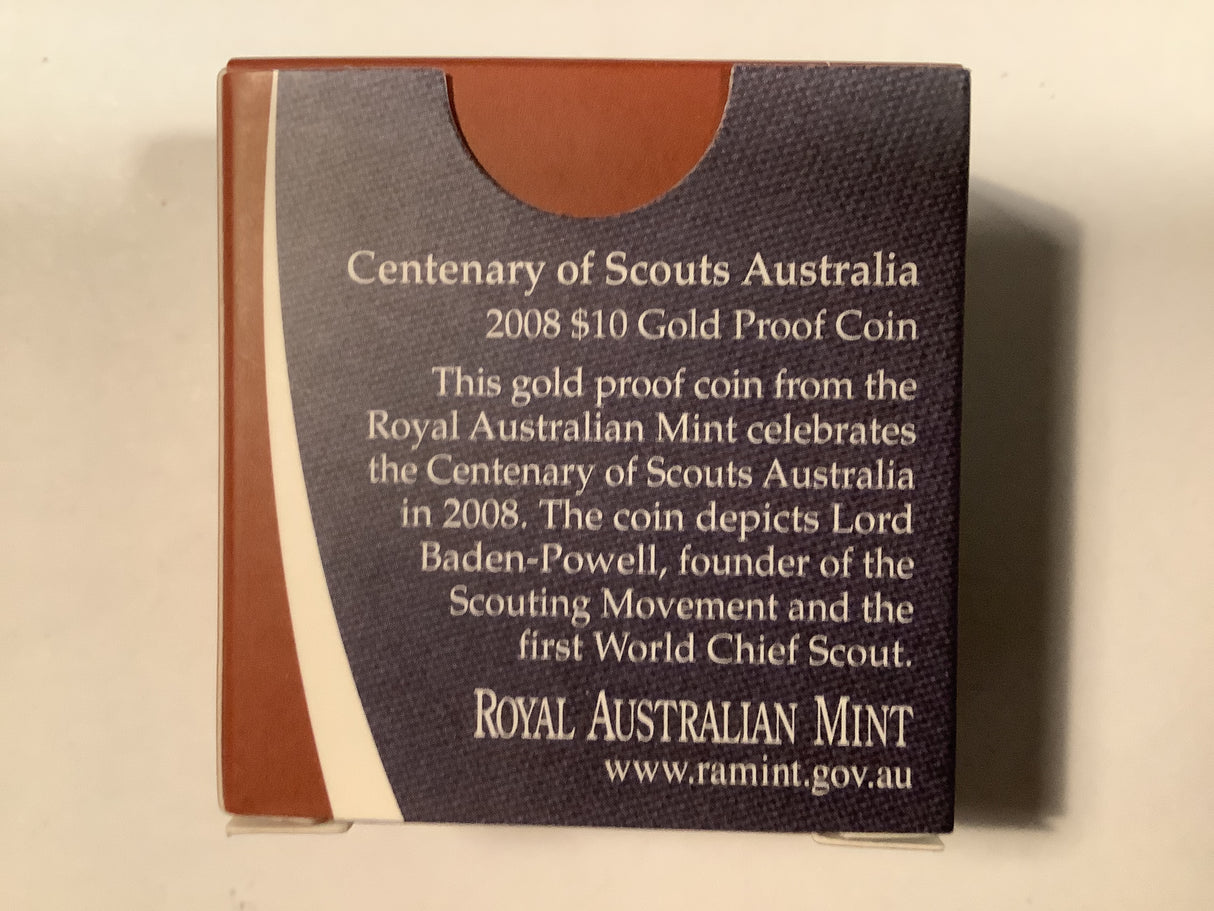 Centenary of Scouts Australia
2008 $10 Gold Proof Coin
This gold proof coin from the
Royal Australian Mint celebrates
the Centenary of Scouts Australia
in 2008. The coin depicts Lord
Baden-Powell, founder of the
Scouting Movement and the
first World Chief Scout.
ROYAL AUSTRALIAN MINT
www.ramint.gov.au